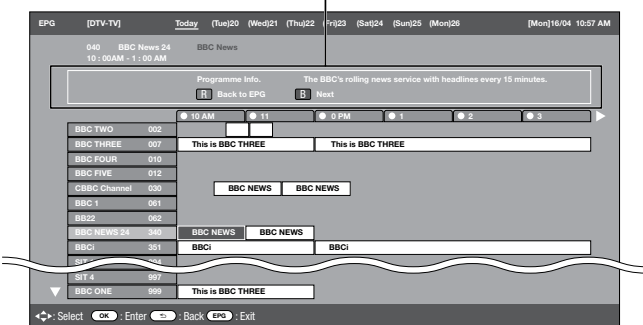 EPG [DTV-TV] Today (Tue)20 (Wed)21 (Thu)22 (Fri)23 (Sat)24 (Sun)25 (Mon)26 [Mon]16/04 10:57 AM
040 BBC News 24 BBC News
10 : 00AM - 1 : 00 AM
Programme Info. The BBC's rolling news service with headlines every 15 minutes.
R Back to EPG B Next
10 AM 11 0 PM 1 2 3
BBC TWO 002
BBC THREE 007 This is BBC THREE This is BBC THREE
BBC FOUR 010
BBC FIVE 012
CBBC Channel 030 BBC NEWS BBC NEWS
BBC 1 061
BB22 062
BBC NEWS 24 340 BBC NEWS BBC NEWS
BBCi 351 BBCi BBCi
SIT 4 997
BBC ONE 999 This is BBC THREE
: Select OK : Enter : Back EPG : Exit